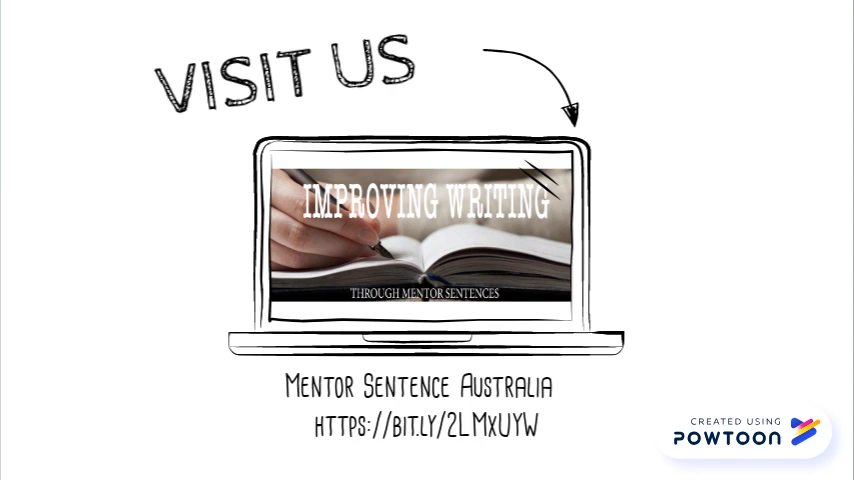 VISIT US
IMPROVING WRITING
THROUGH MENTOR SENTENCES
MENTOR SENTENCE AUSTRALIA
HTTPS://BIT.LY/2LMXUYW
CREATED USING
POWTOON